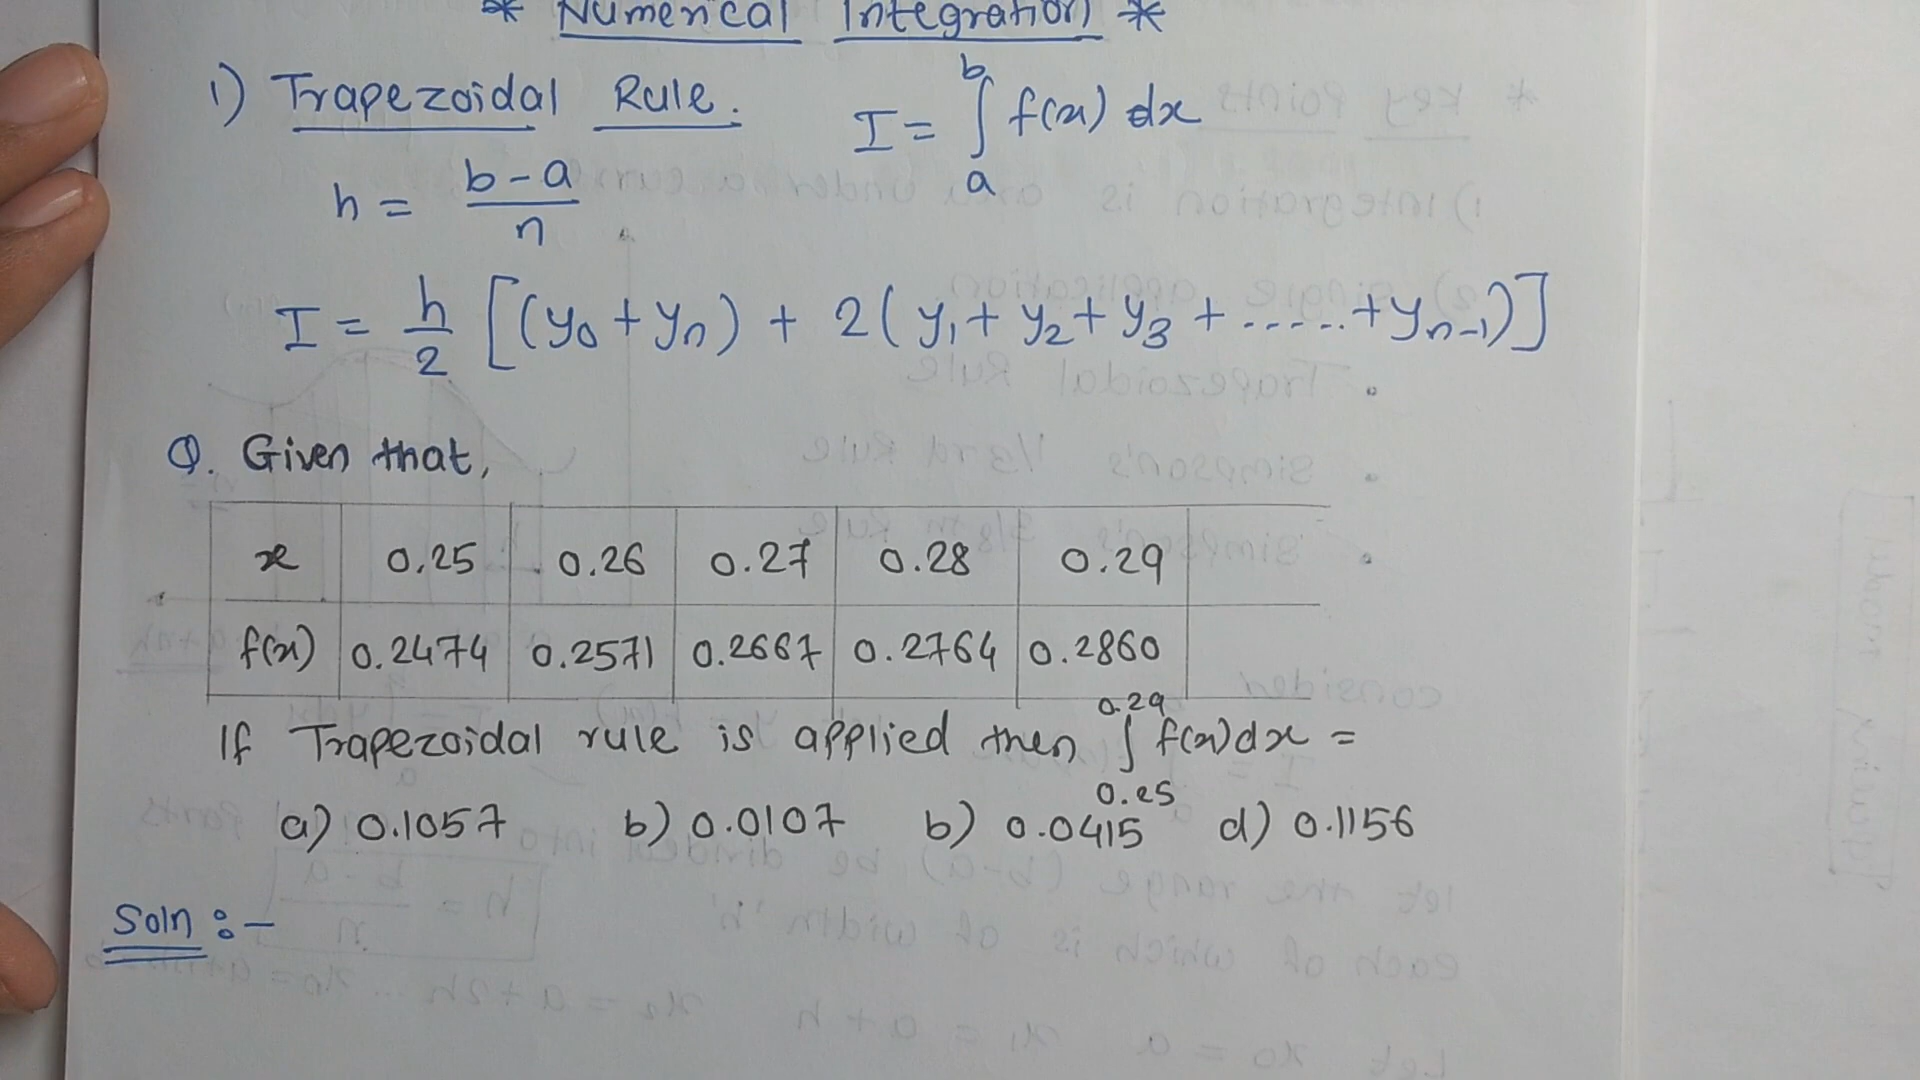 * Numerical Integration *
1) Trapezoidal Rule. I = ∫ₐᵇ f(x) dx
h = (b-a)/n
I = h/2 [(y₀ + yₙ) + 2(y₁ + y₂ + y₃ + ...... + yₙ₋₁)]
Q. Given that,
x 0.25 0.26 0.27 0.28 0.29
f(x) 0.2474 0.2571 0.2667 0.2764 0.2860
If Trapezoidal rule is applied then ∫ 0.25 0.29 f(x) dx =
a) 0.1057 b) 0.0107 b) 0.0415 d) 0.1156
Soln :-